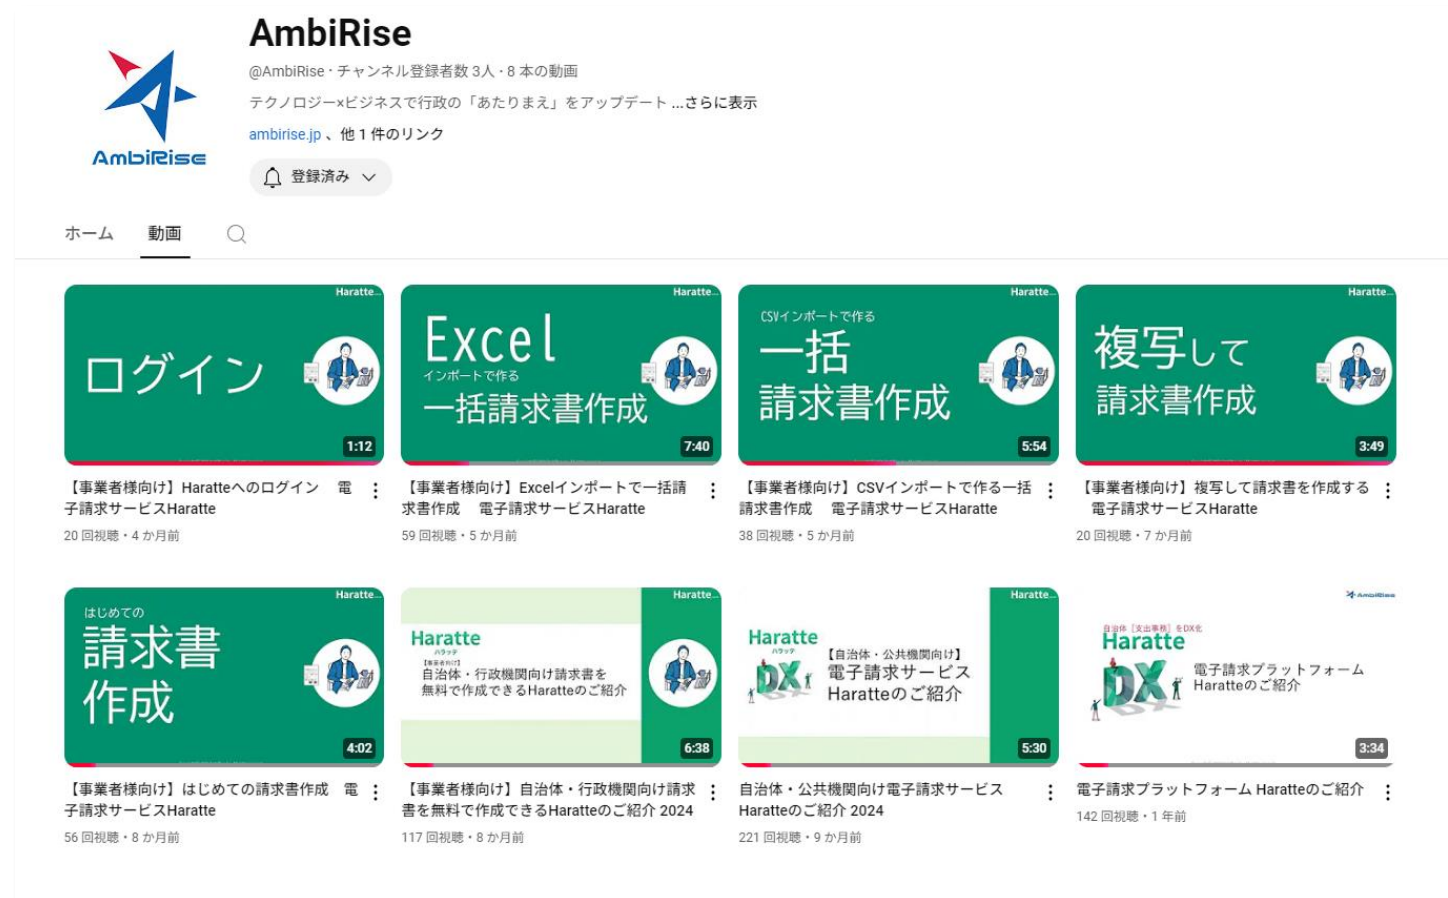 AmbiRise
@AmbiRise・チャンネル登録者数 3人・8 本の動画
テクノロジー×ビジネスで行政の「あたりまえ」をアップデート ...さらに表示
ambirise.jp 、他 1 件のリンク
AmbiRise
登録済み
ホーム
動画
Haratte
ログイン
1:12
Haratte
Excel
インポートで作る
一括請求書作成
7:40
Haratte
CSVインポートで作る
一括
請求書作成
5:54
Haratte
複写して
請求書作成
3:49
【事業者様向け】Haratteへのログイン 電
子請求サービスHaratte
20 回視聴・4 か月前
【事業者様向け】Excelインポートで一括請
求書作成 電子請求サービスHaratte
59 回視聴・5 か月前
【事業者様向け】CSVインポートで作る一括
請求書作成 電子請求サービスHaratte
38 回視聴・5 か月前
【事業者様向け】複写して請求書を作成する
電子請求サービスHaratte
20 回視聴・7 か月前
Haratte
はじめての
請求書
作成
4:02
Haratte
Haratte
ハラッテ
【事業者向け】
自治体・行政機関向け請求書を
無料で作成できるHaratteのご紹介
6:38
Haratte
Haratte
ハラッテ
【自治体・公共機関向け】
電子請求サービス
Haratteのご紹介
DX
5:30
AmbiRise
自治体［支出事務］をDX化
Haratte
DX
電子請求プラットフォーム
Haratteのご紹介
3:34
【事業者様向け】はじめての請求書作成 電
子請求サービスHaratte
56 回視聴・8 か月前
【事業者様向け】自治体・行政機関向け請求
書を無料で作成できるHaratteのご紹介 2024
117 回視聴・8 か月前
自治体・公共機関向け電子請求サービス
Haratteのご紹介 2024
221 回視聴・9 か月前
電子請求プラットフォーム Haratteのご紹介
142 回視聴・1 年前